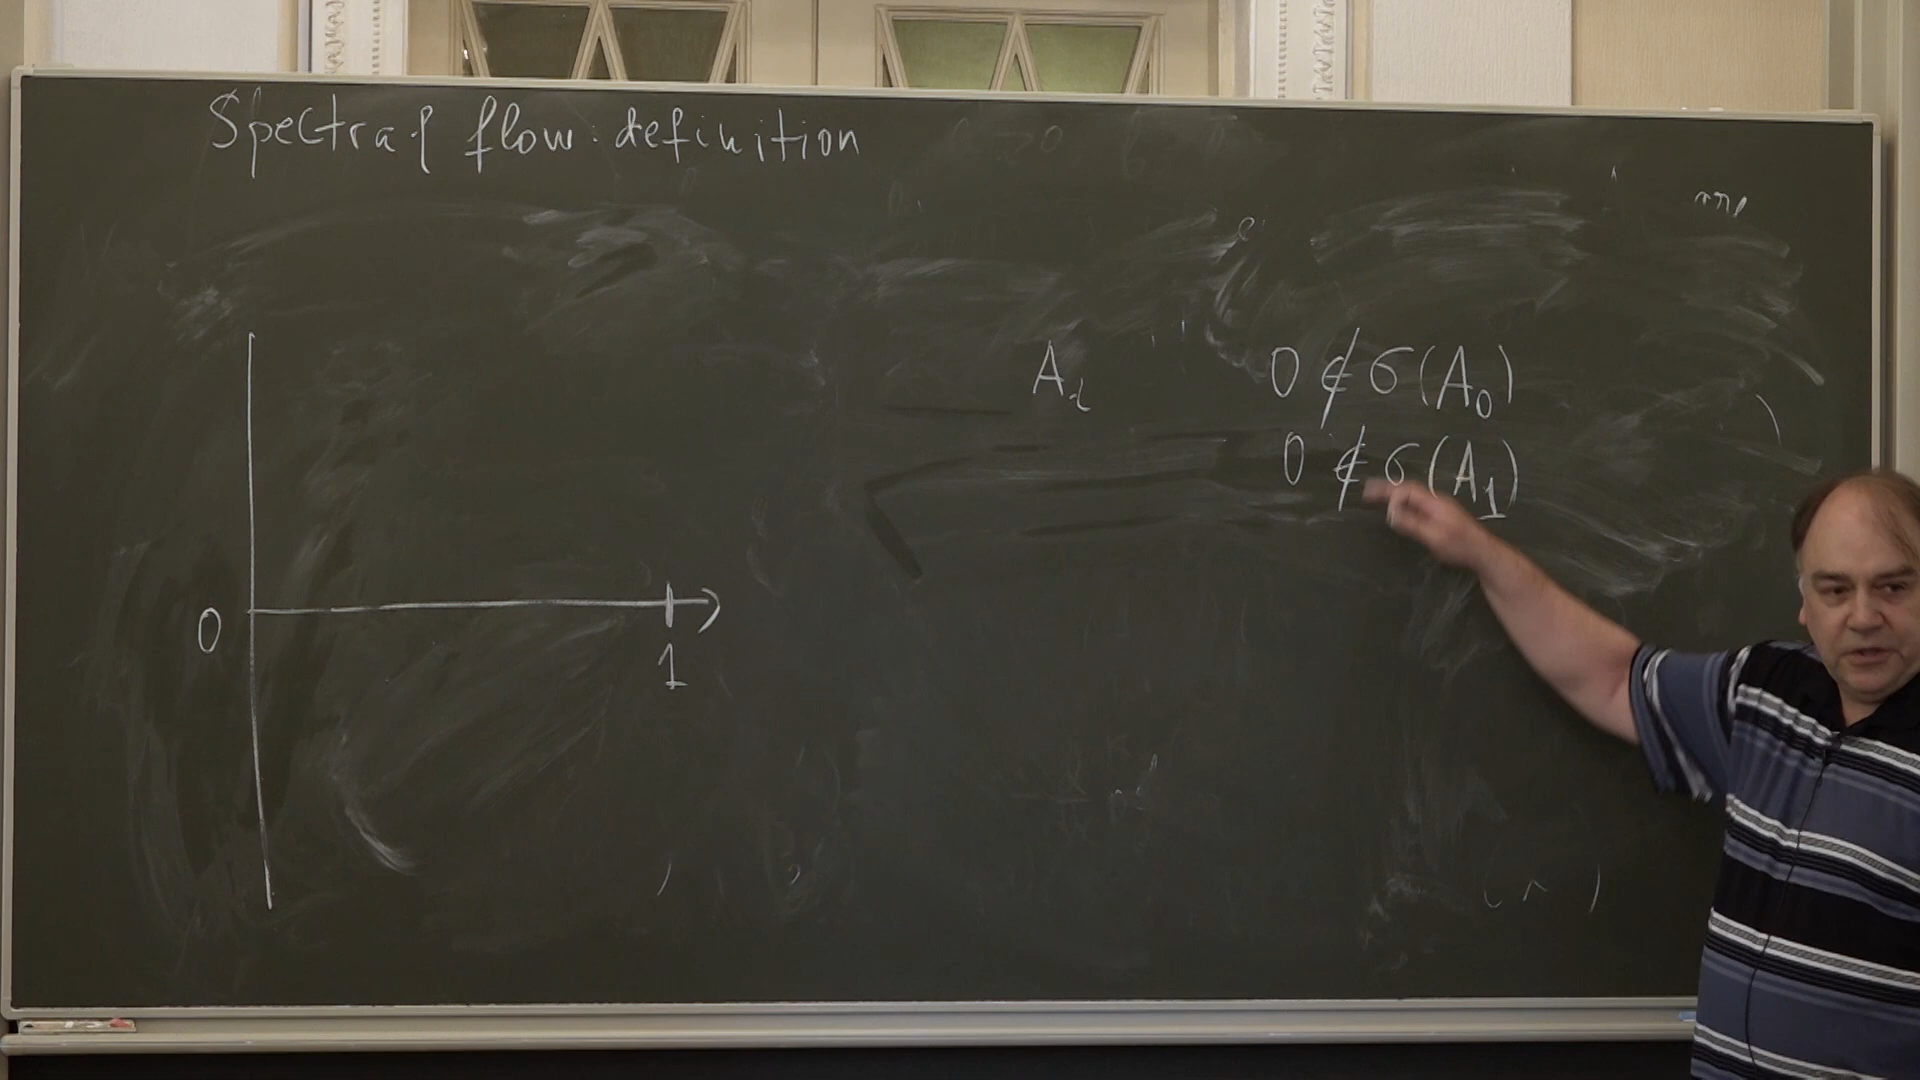 Spectral flow: definition
A_t 0 ∉ σ(A_0)
0 ∉ σ(A_1)
0
1